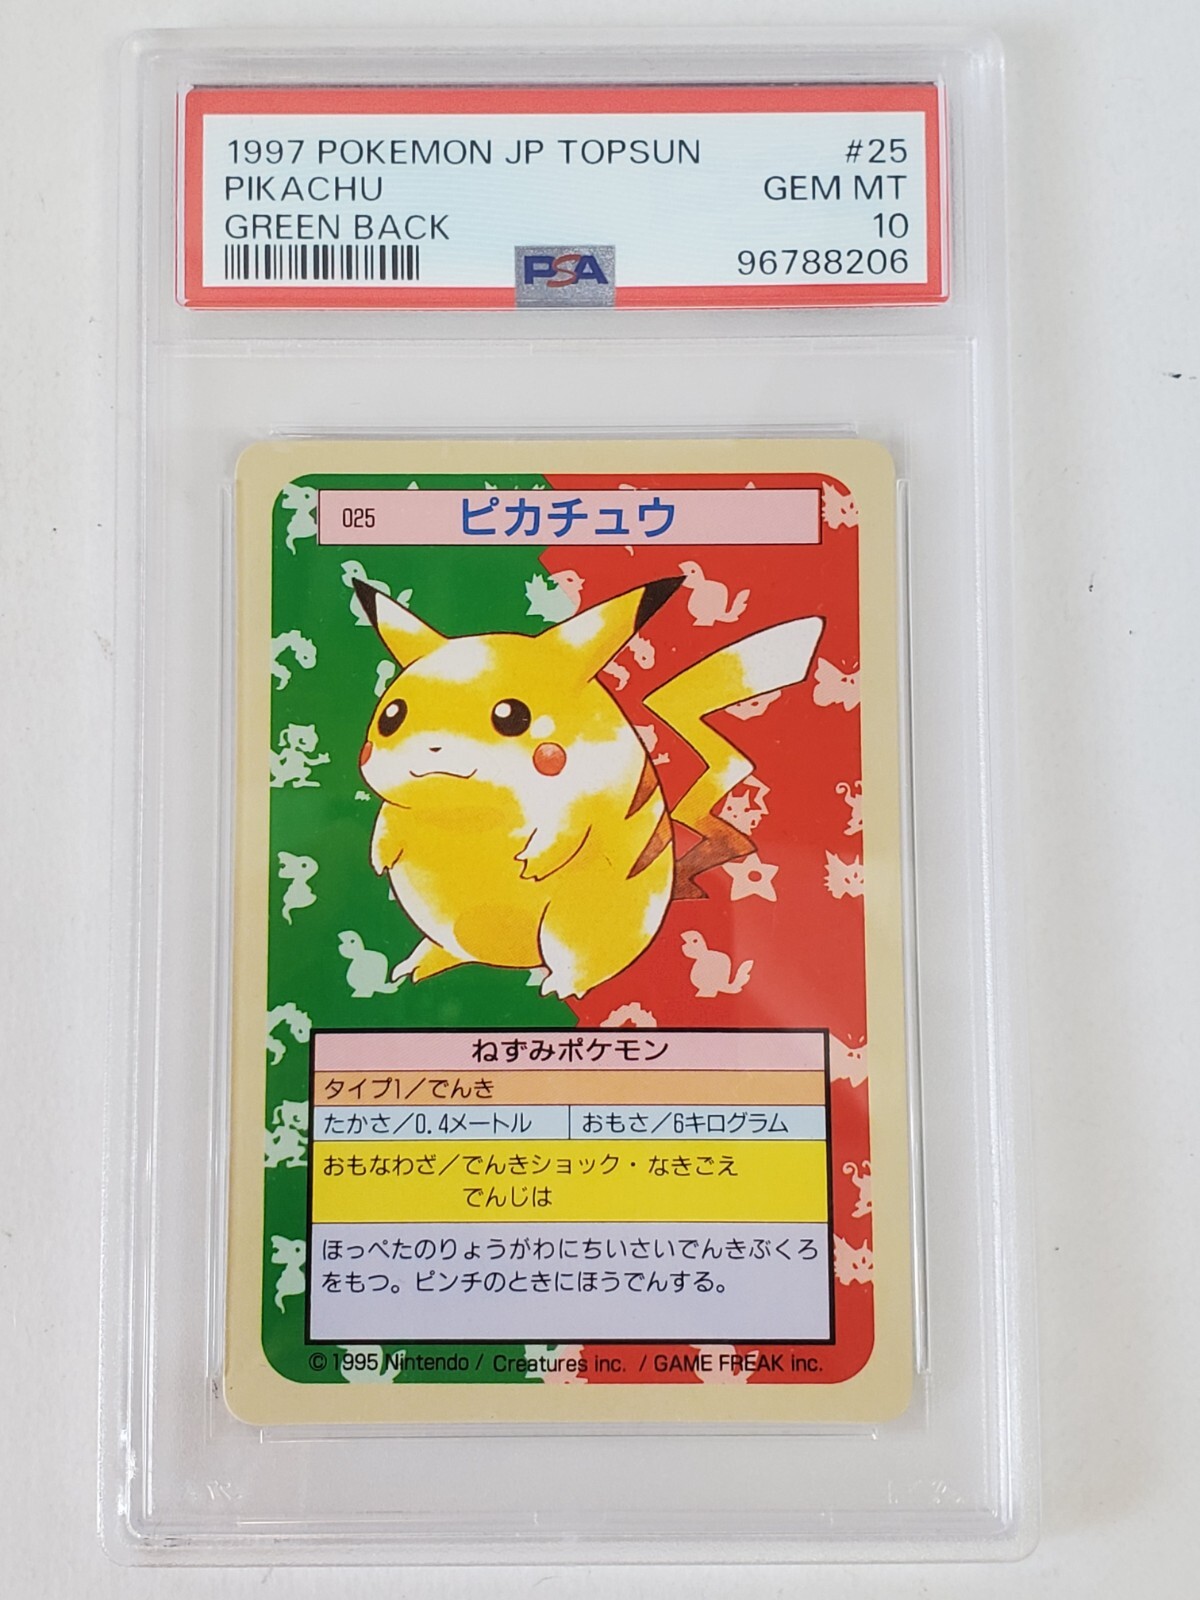 1997 POKEMON JP TOPSUN #25
PIKACHU GEM MT
GREEN BACK 10
PSA 96788206
025 ピカチュウ
ねずみポケモン
タイプ1/でんき
たかさ/0.4メートル おもさ/6キログラム
おもなわざ/でんきショック・なきごえ
でんじは
ほっぺたのりょうがわにちいさいでんきぶくろ
をもつ。ピンチのときにほうでんする。
©1995 Nintendo / Creatures inc. / GAME FREAK inc.